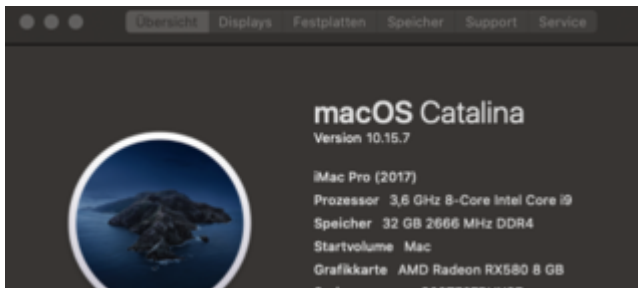 Übersicht Displays Festplatten Speicher Support Service
macOS Catalina
Version 10.15.7
iMac Pro (2017)
Prozessor 3,6 GHz 8-Core Intel Core i9
Speicher 32 GB 2666 MHz DDR4
Startvolume Mac
Grafikkarte AMD Radeon RX580 8 GB